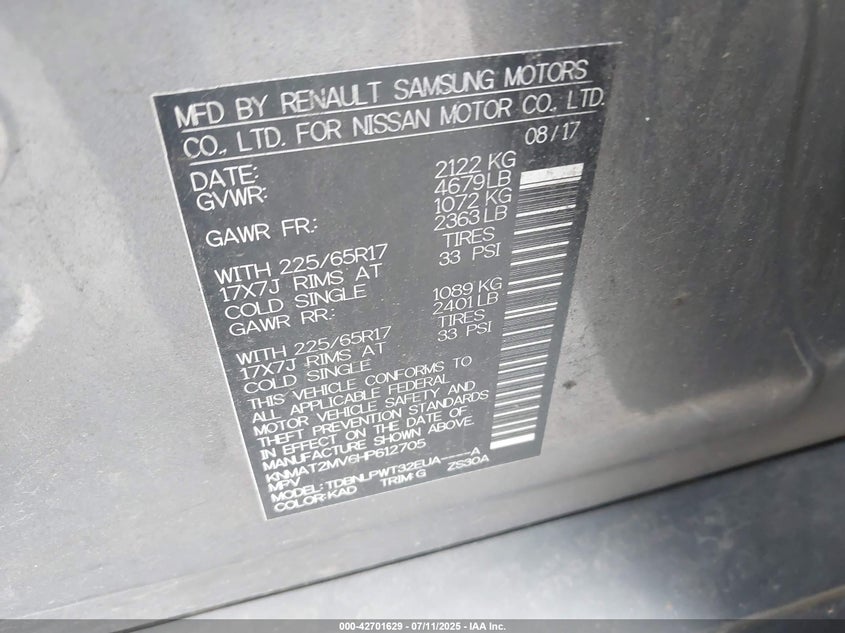 MFD BY RENAULT SAMSUNG MOTORS
CO., LTD. FOR NISSAN MOTOR CO., LTD.
DATE: 08/17
GVWR: 2122 KG
4679 LB
GAWR FR.: 1072 KG
2363 LB
WITH 225/65R17 TIRES
17X7J RIMS AT 33 PSI
COLD SINGLE
GAWR RR.: 1089 KG
2401 LB
WITH 225/65R17 TIRES
17X7J RIMS AT 33 PSI
COLD SINGLE
THIS VEHICLE CONFORMS TO
ALL APPLICABLE FEDERAL
MOTOR VEHICLE SAFETY AND
THEFT PREVENTION STANDARDS
IN EFFECT ON THE DATE OF
MANUFACTURE SHOWN ABOVE.
KNMAT2MV6HP612705
MPV
MODEL: TDBNLPWT32EUA-----A
COLOR: KAD TRIM: G ZS30A
000-42701629 - 07/11/2025 - IAA Inc.